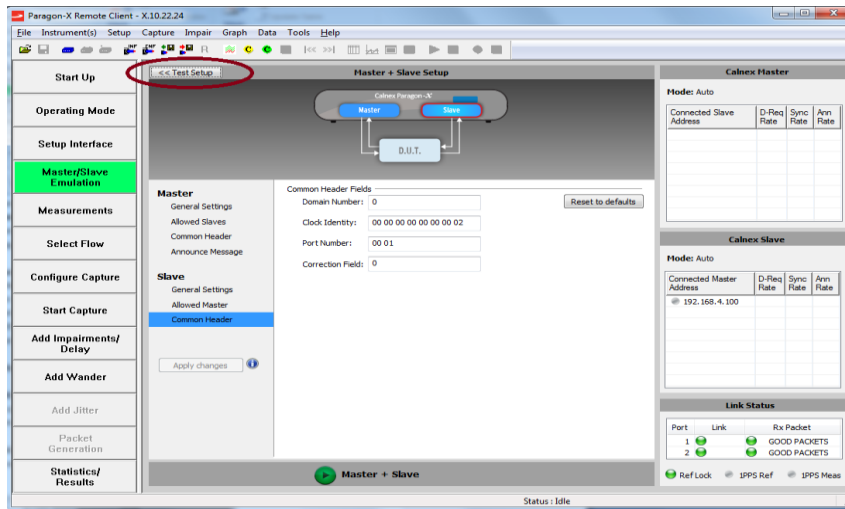 Paragon-X Remote Client - X.10.22.24
File Instrument(s) Setup Capture Impair Graph Data Tools Help
Start Up
Operating Mode
Setup Interface
Master/Slave
Emulation
Measurements
Select Flow
Configure Capture
Start Capture
Add Impairments/
Delay
Add Wander
Add Jitter
Packet
Generation
Statistics/
Results
<< Test Setup
Master + Slave Setup
Calnex Paragon-X
Master
Slave
D.U.T.
Master
General Settings
Allowed Slaves
Common Header
Announce Message
Slave
General Settings
Allowed Master
Common Header
Apply changes
Common Header Fields
Domain Number: 0
Reset to defaults
Clock Identity: 00 00 00 00 00 00 00 02
Port Number: 00 01
Correction Field: 0
Master + Slave
Calnex Master
Mode: Auto
Connected Slave Address
D-Req Rate
Sync Rate
Ann Rate
Calnex Slave
Mode: Auto
Connected Master Address
D-Req Rate
Sync Rate
Ann Rate
192.168.4.100
Link Status
Port Link Rx Packet
1 GOOD PACKETS
2 GOOD PACKETS
Ref Lock 1PPS Ref 1PPS Meas
Status : Idle